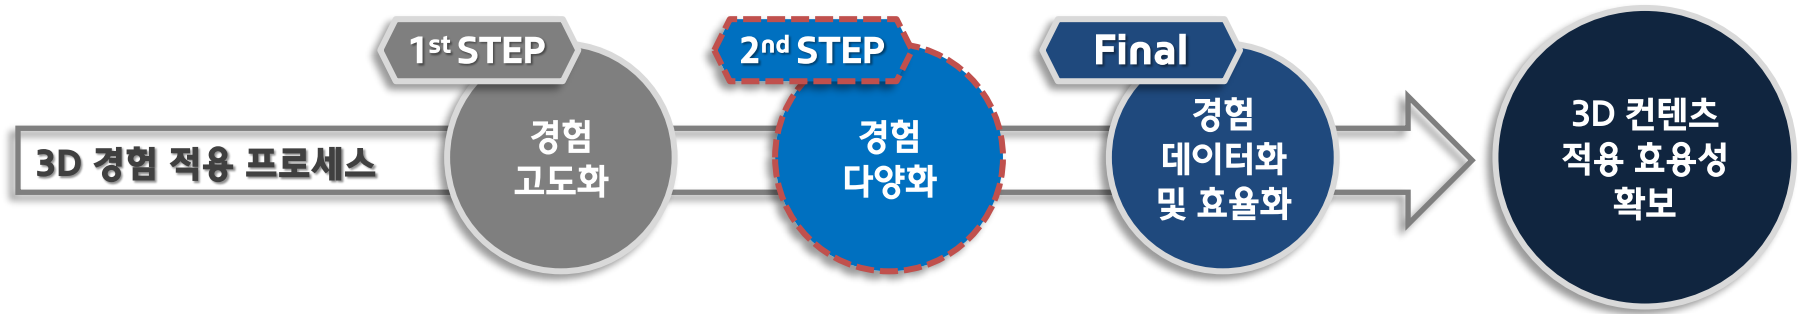 3D 경험 적용 프로세스
1st STEP
경험
고도화
2nd STEP
경험
다양화
Final
경험
데이터화
및 효율화
3D 컨텐츠
적용 효용성
확보